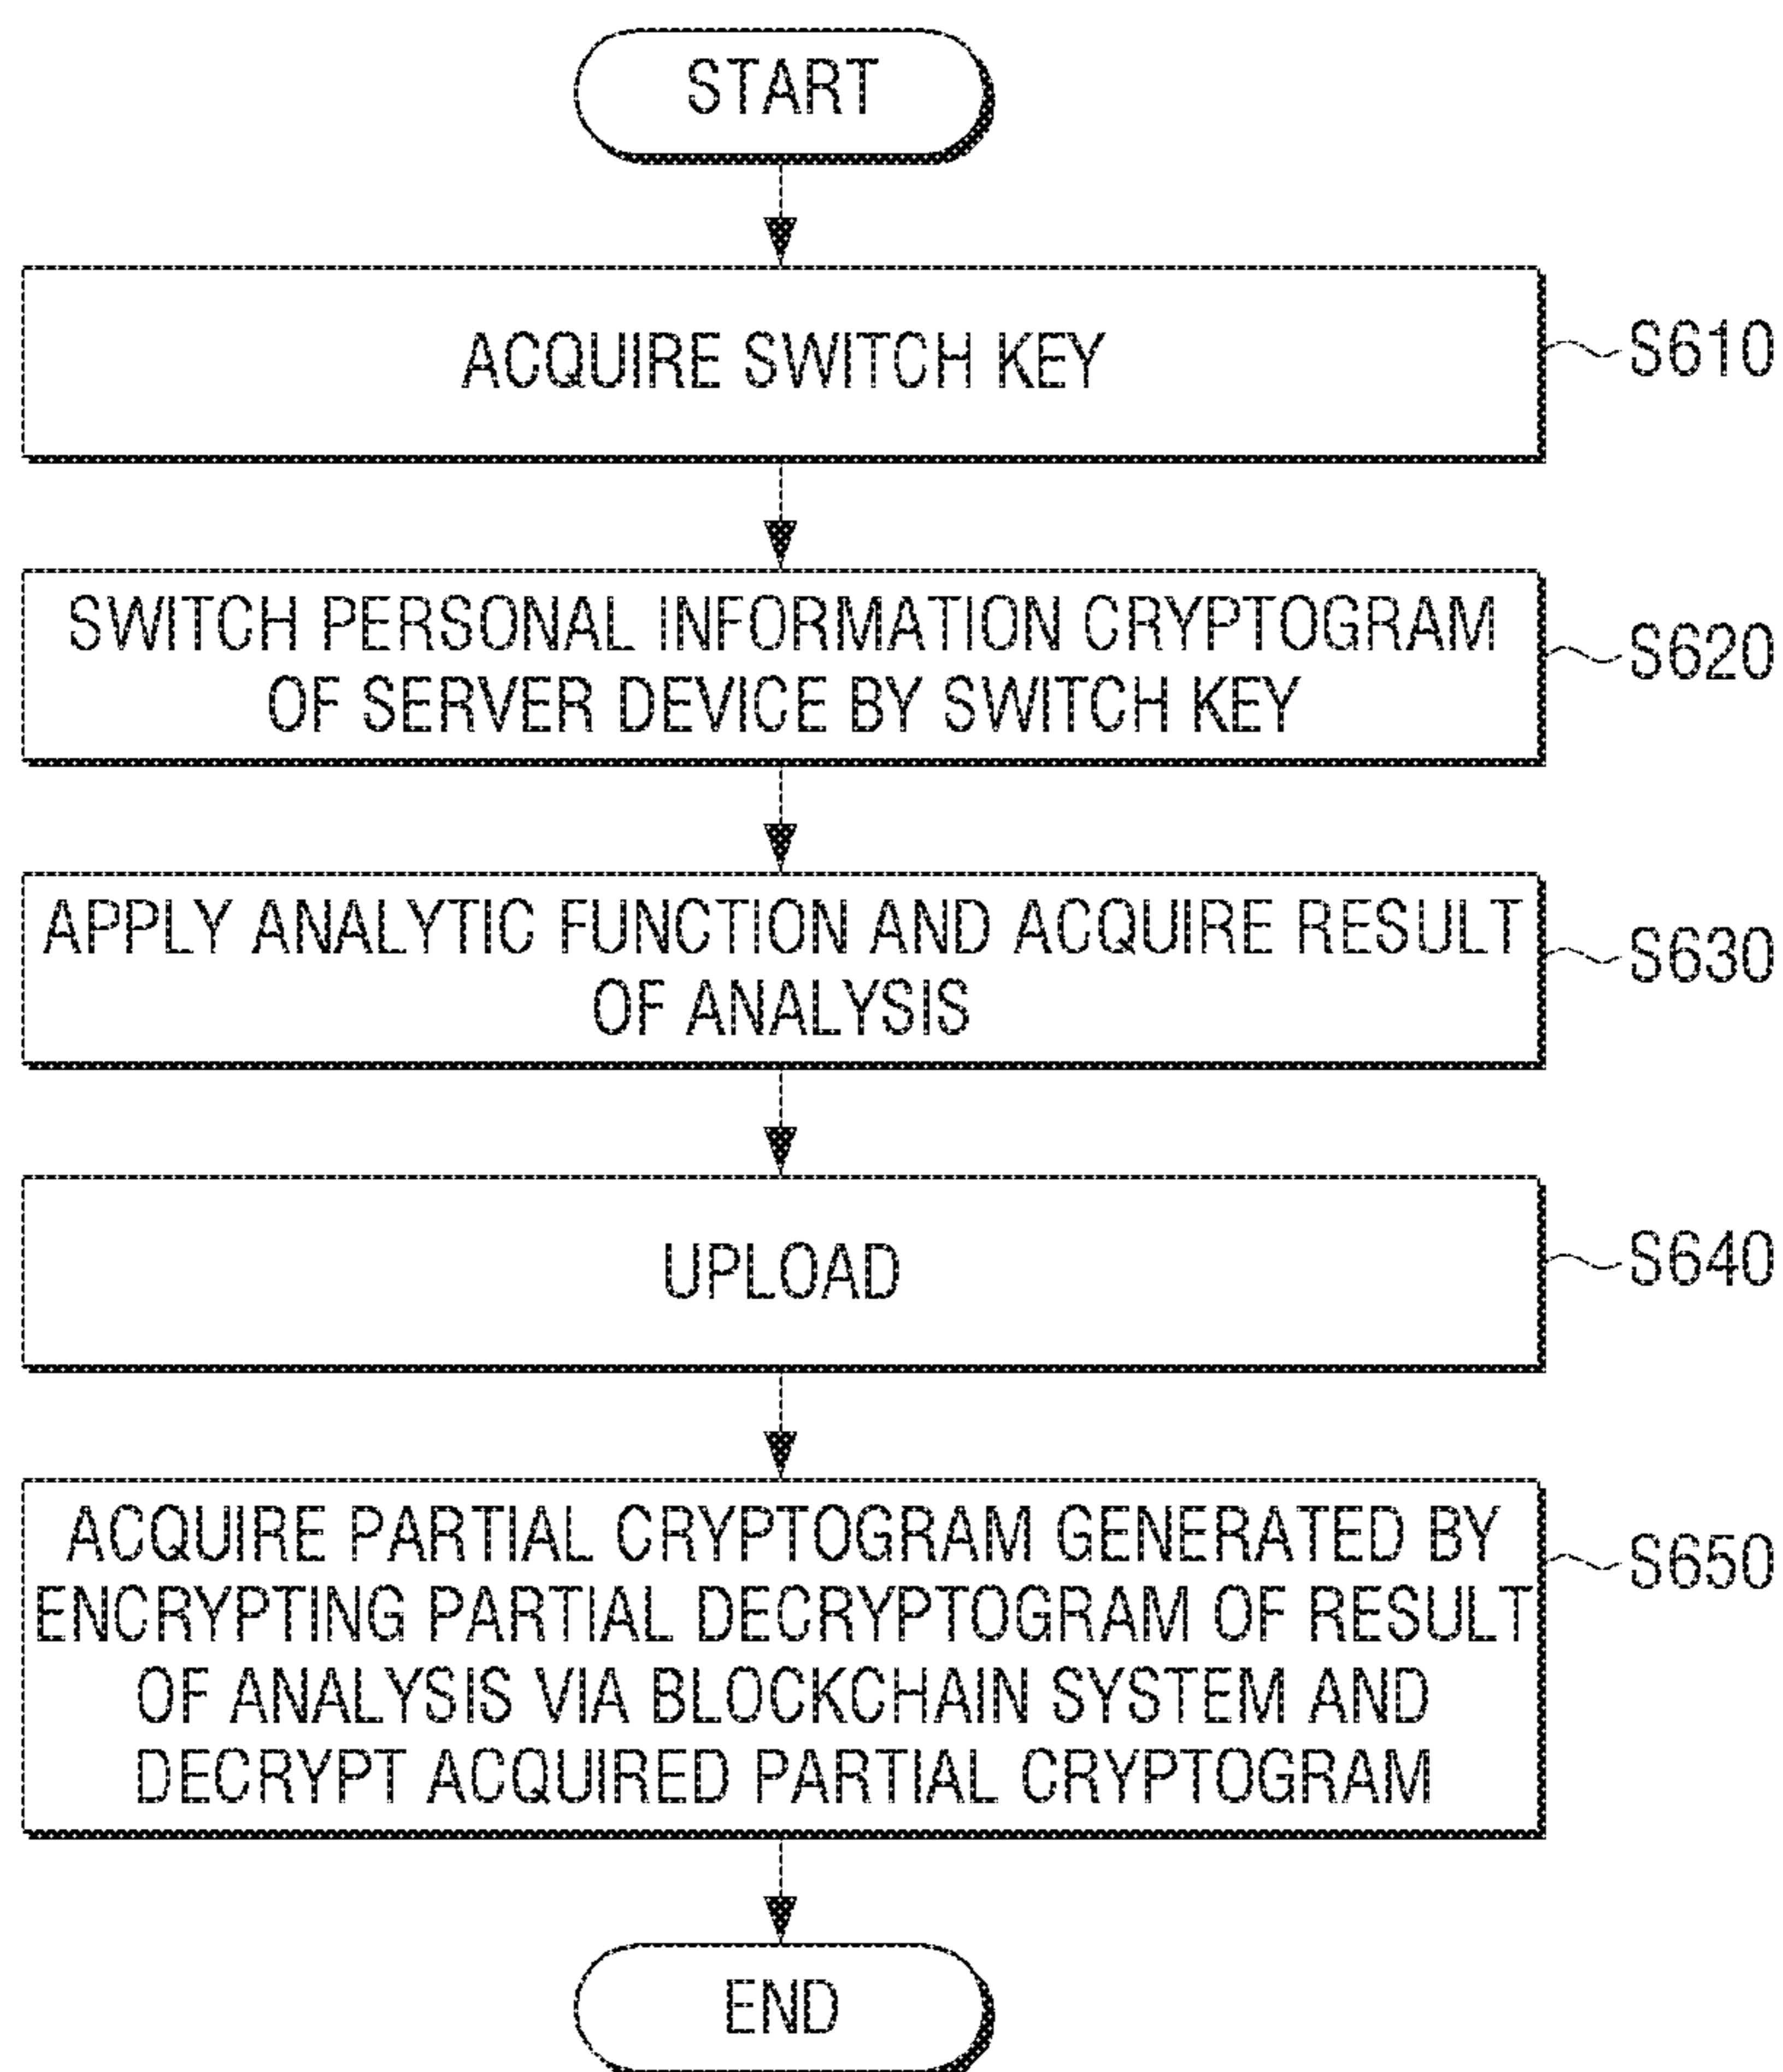 START
ACQUIRE SWITCH KEY
S610
SWITCH PERSONAL INFORMATION CRYPTOGRAM
OF SERVER DEVICE BY SWITCH KEY
S620
APPLY ANALYTIC FUNCTION AND ACQUIRE RESULT
OF ANALYSIS
S630
UPLOAD
S640
ACQUIRE PARTIAL CRYPTOGRAM GENERATED BY
ENCRYPTING PARTIAL DECRYPTOGRAM OF RESULT
OF ANALYSIS VIA BLOCKCHAIN SYSTEM AND
DECRYPT ACQUIRED PARTIAL CRYPTOGRAM
S650
END